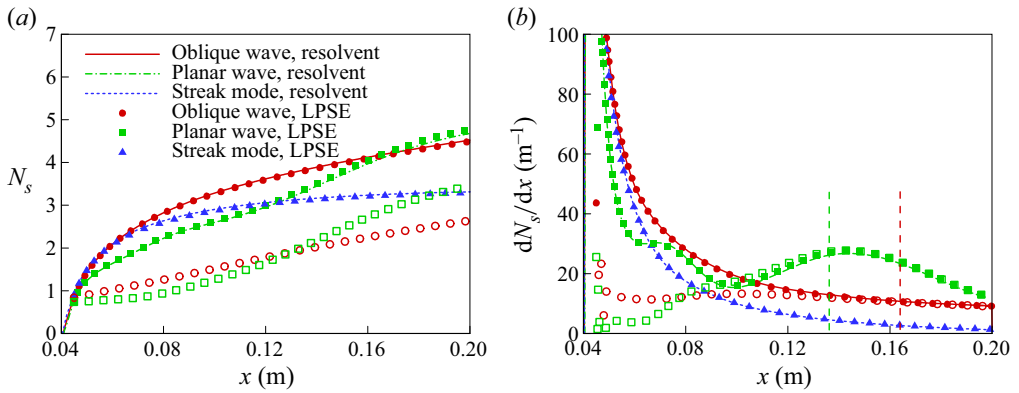 (a)
7
6
5
4
3
2
1
0
N_s
Oblique wave, resolvent
Planar wave, resolvent
Streak mode, resolvent
Oblique wave, LPSE
Planar wave, LPSE
Streak mode, LPSE
0.04 0.08 0.12 0.16 0.20
x (m)
(b)
100
80
60
40
20
0
dN_s/dx (m⁻¹)
0.04 0.08 0.12 0.16 0.20
x (m)